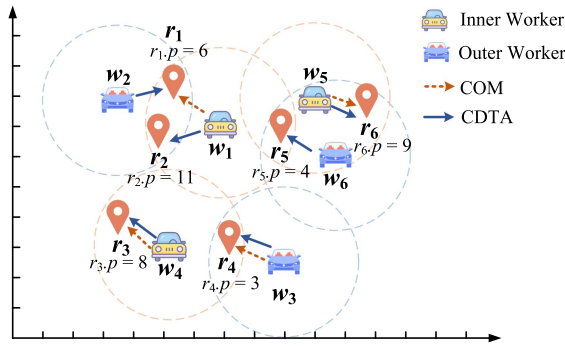 r1
r1.p = 6
w2
w1
r2
r2.p = 11
w5
r6
r6.p = 9
r5
r5.p = 4
w6
r3
r3.p = 8
w4
r4
r4.p = 3
w3
Inner Worker
Outer Worker
COM
CDTA